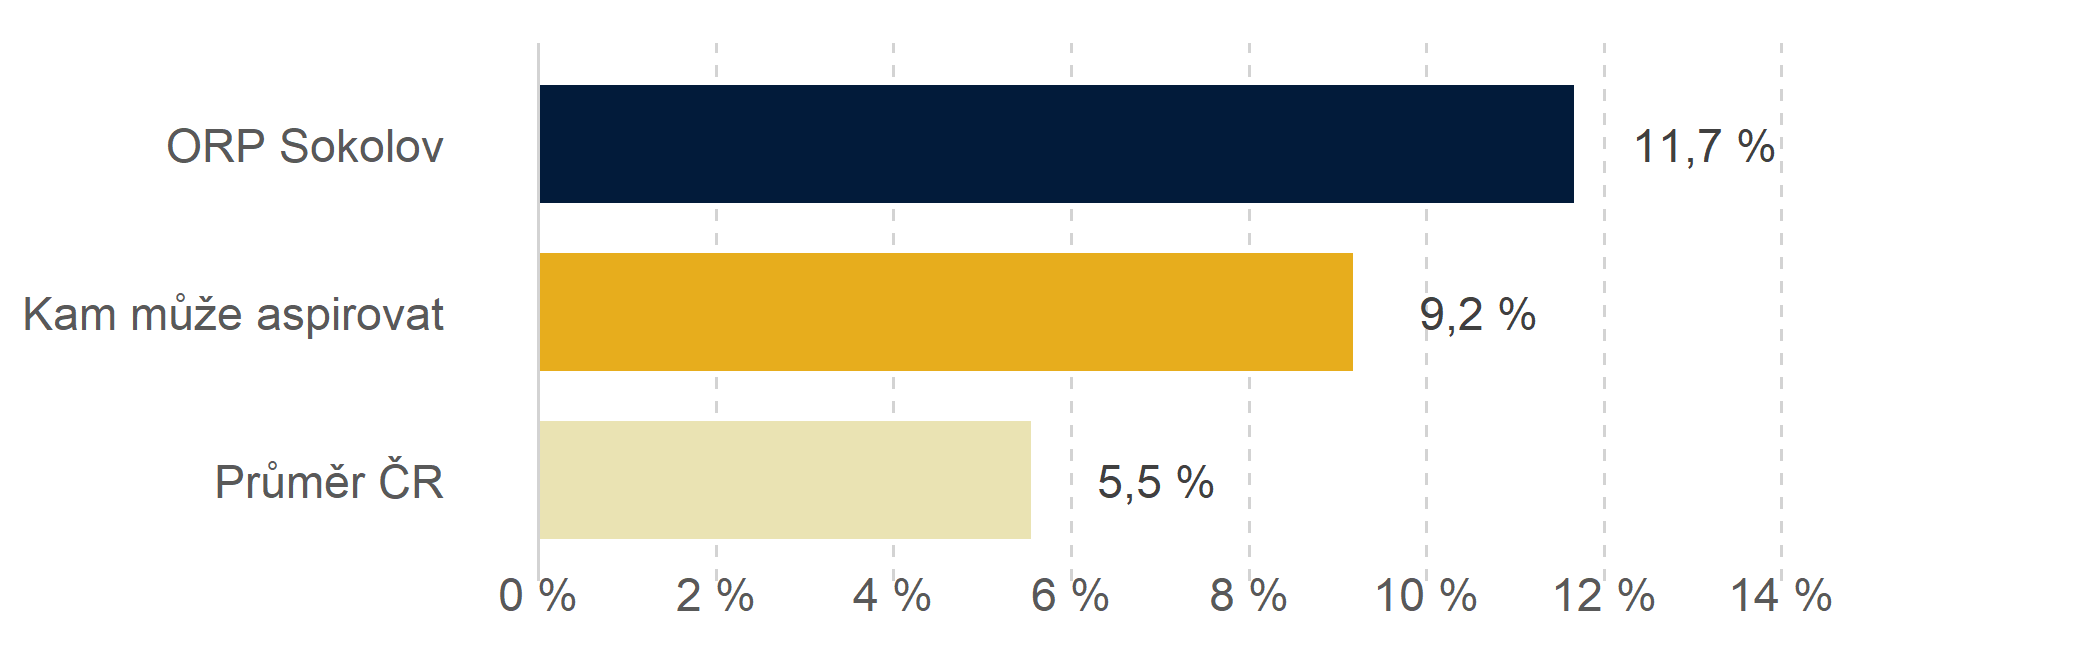 ORP Sokolov
11,7 %
Kam může aspirovat
9,2 %
Průměr ČR
5,5 %
0 % 2 % 4 % 6 % 8 % 10 % 12 % 14 %